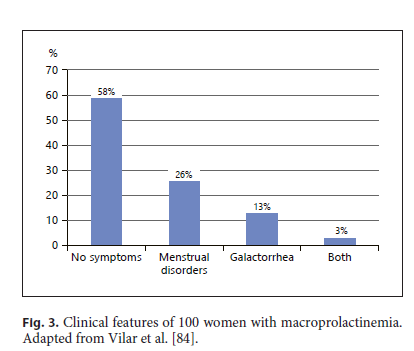 %
70
60
50
40
30
20
10
0
58%
26%
13%
3%
No symptoms
Menstrual
disorders
Galactorrhea
Both
FIg. 3. Clinical features of 100 women with macroprolactinemia.
Adapted from Vilar et al. [84].